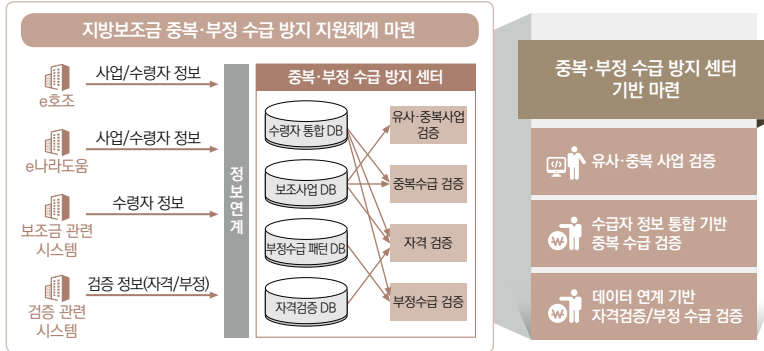 지방보조금 중복·부정 수급 방지 지원체계 마련
e호조
사업/수령자 정보
e나라도움
사업/수령자 정보
보조금 관련
시스템
수령자 정보
검증 관련
시스템
검증 정보(자격/부정)
정보연계
중복·부정 수급 방지 센터
수령자 통합 DB
보조사업 DB
부정수급 패턴 DB
자격검증 DB
유사·중복사업
검증
중복수급 검증
자격 검증
부정수급 검증
중복·부정 수급 방지 센터
기반 마련
유사·중복 사업 검증
수급자 정보 통합 기반
중복 수급 검증
데이터 연계 기반
자격검증/부정 수급 검증